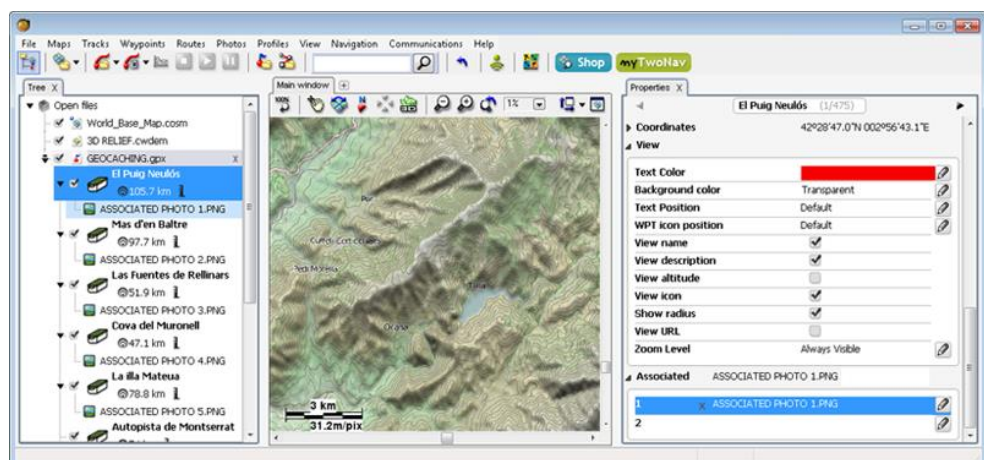 File Maps Tracks Waypoints Routes Photos Profiles View Navigation Communications Help
Shop
myTwoNav
Tree X
Open files
World_Base_Map.cosm
3D RELIEF.cwdem
GEOCACHING.gpx x
El Puig Neulós
105.7 km
ASSOCIATED PHOTO 1.PNG
Mas d'en Baltre
97.7 km
ASSOCIATED PHOTO 2.PNG
Las Fuentes de Rellinars
51.9 km
ASSOCIATED PHOTO 3.PNG
Cova del Muronell
47.1 km
ASSOCIATED PHOTO 4.PNG
La illa Mateua
78.8 km
ASSOCIATED PHOTO 5.PNG
Autopista de Montserrat
Main window
100%
1%
3 km
31.2m/pix
Properties X
El Puig Neulós (1/475)
Coordinates 42º28'47.0"N 002º56'43.1"E
View
Text Color
Background color Transparent
Text Position Default
WPT icon position Default
View name
View description
View altitude
View icon
Show radius
View URL
Zoom Level Always Visible
Associated ASSOCIATED PHOTO 1.PNG
1 x ASSOCIATED PHOTO 1.PNG
2